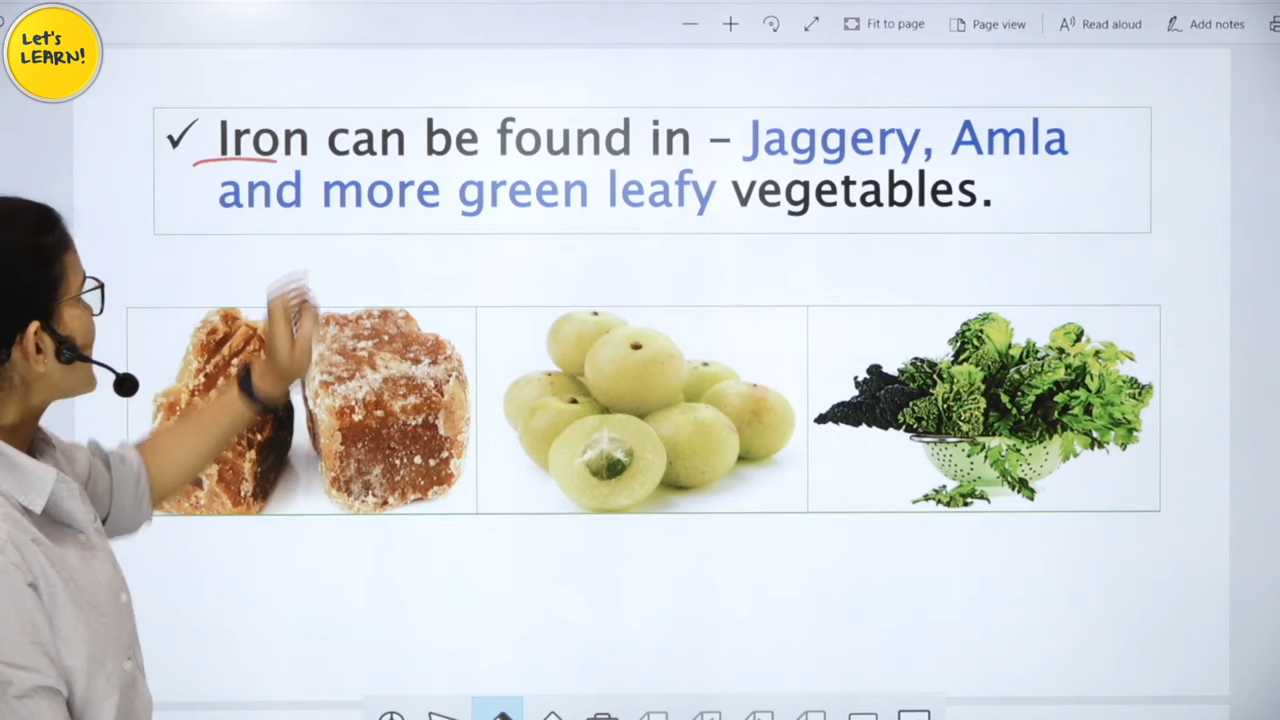 Let's
LEARN!
Fit to page
Page view
Read aloud
Add notes
✓ Iron can be found in – Jaggery, Amla
and more green leafy vegetables.